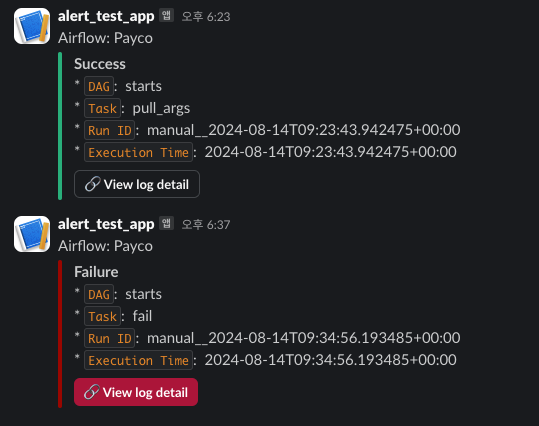 alert_test_app 앱 오후 6:23
Airflow: Payco
Success
* DAG: starts
* Task: pull_args
* Run ID: manual__2024-08-14T09:23:43.942475+00:00
* Execution Time: 2024-08-14T09:23:43.942475+00:00
View log detail
alert_test_app 앱 오후 6:37
Airflow: Payco
Failure
* DAG: starts
* Task: fail
* Run ID: manual__2024-08-14T09:34:56.193485+00:00
* Execution Time: 2024-08-14T09:34:56.193485+00:00
View log detail